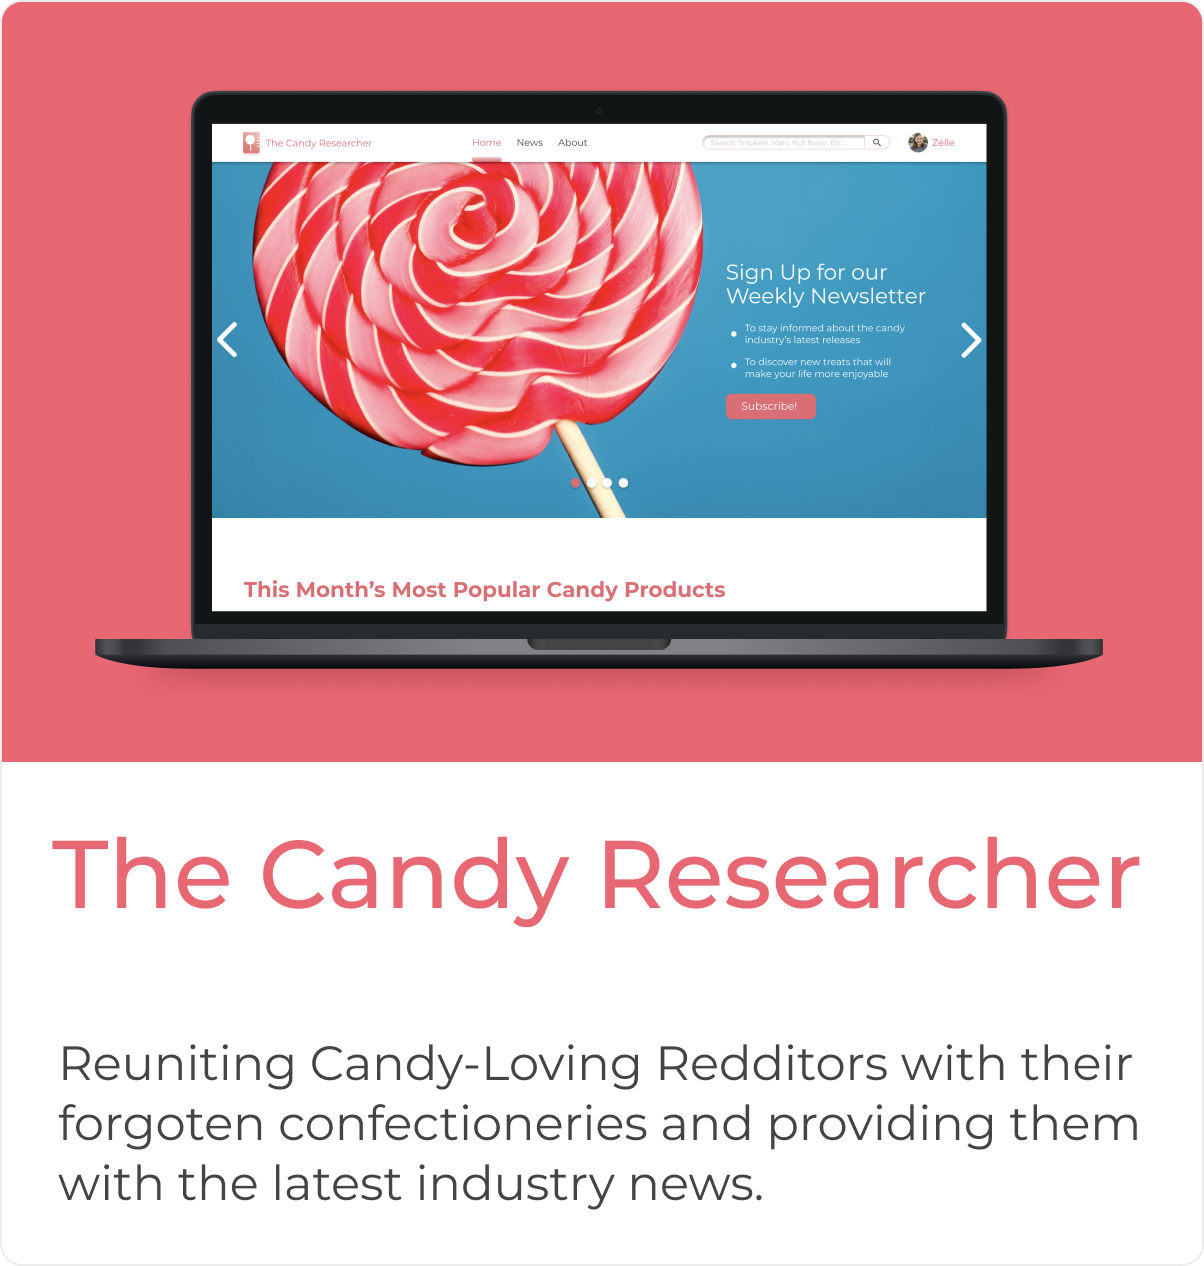 The Candy Researcher
Home News About
Search: Snickers, Mars, Nut flavor, Etc...
Zelle
Sign Up for our
Weekly Newsletter
To stay informed about the candy
industry's latest releases
To discover new treats that will
make your life more enjoyable
Subscribe!
This Month's Most Popular Candy Products
The Candy Researcher
Reuniting Candy-Loving Redditors with their
forgoten confectioneries and providing them
with the latest industry news.